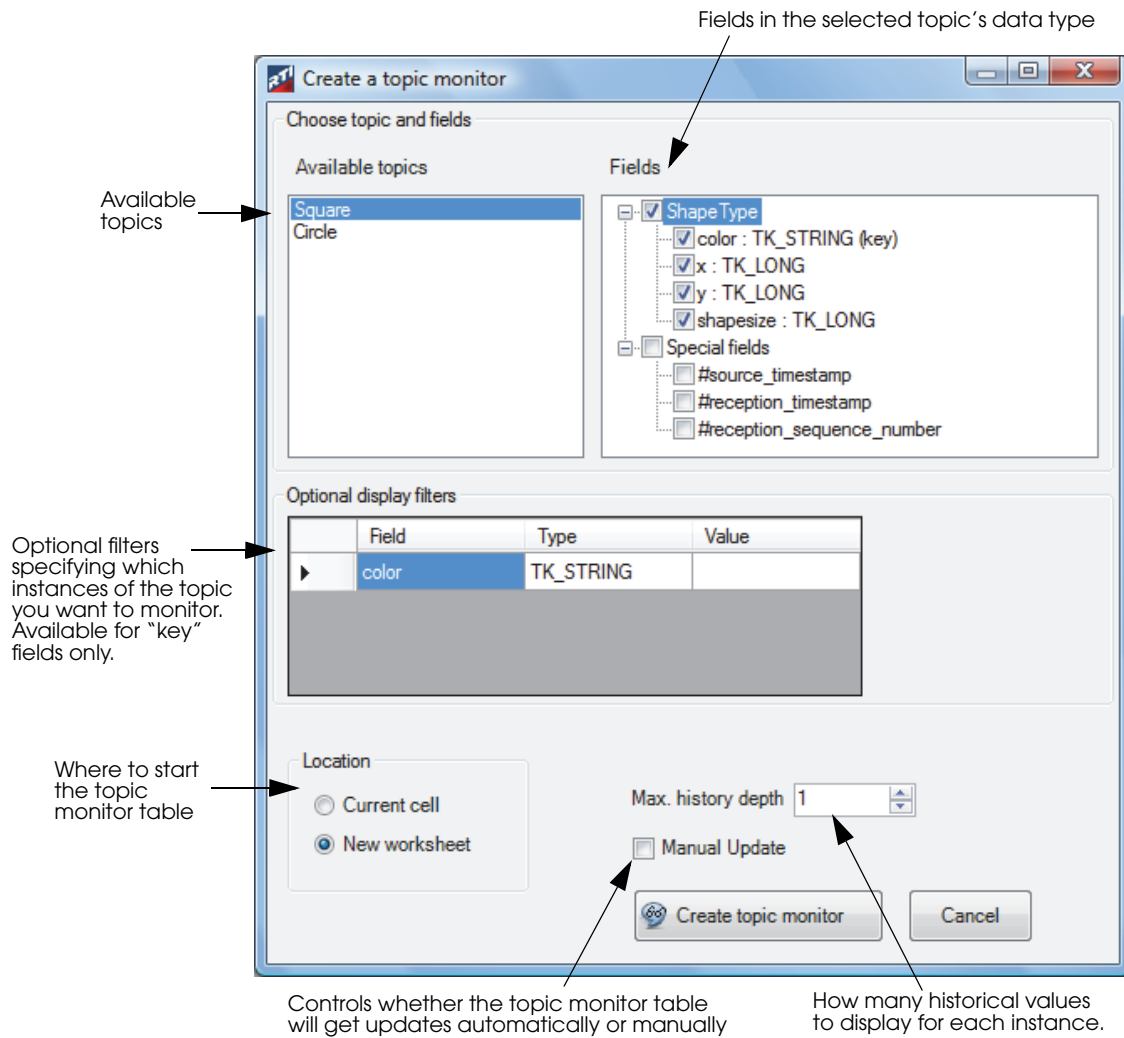 Fields in the selected topic's data type
RTI Create a topic monitor
Choose topic and fields
Available topics
Fields
Available
topics
Square
Circle
ShapeType
color : TK_STRING (key)
x : TK_LONG
y : TK_LONG
shapesize : TK_LONG
Special fields
#source_timestamp
#reception_timestamp
#reception_sequence_number
Optional display filters
Optional filters
specifying which
instances of the topic
you want to monitor.
Available for “key”
fields only.
Field Type Value
color TK_STRING
Where to start
the topic
monitor table
Location
Current cell
New worksheet
Max. history depth 1
Manual Update
Create topic monitor
Cancel
Controls whether the topic monitor table
will get updates automatically or manually
How many historical values
to display for each instance.